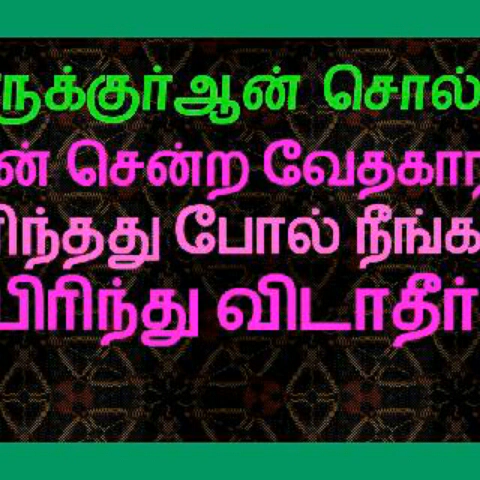 ருக்குர்ஆன் சொல்
ன் சென்ற வேதகார
ரிந்தது போல் நீங்க
பிரிந்து விடாதீர்